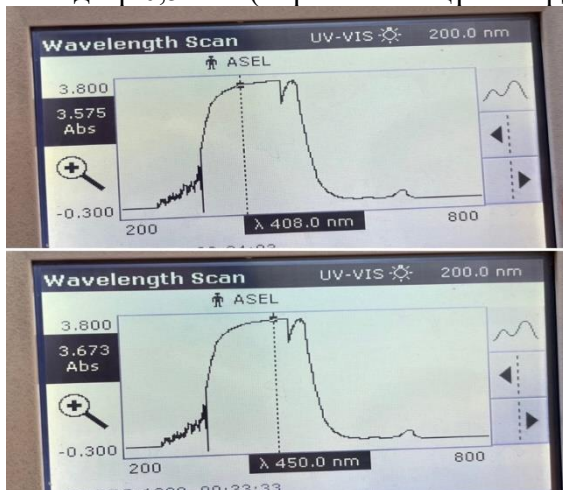 Wavelength Scan UV-VIS 200.0 nm
ASEL
3.800
3.575
Abs
-0.300
200 λ 408.0 nm 800
Wavelength Scan UV-VIS 200.0 nm
ASEL
3.800
3.673
Abs
-0.300
200 λ 450.0 nm 800